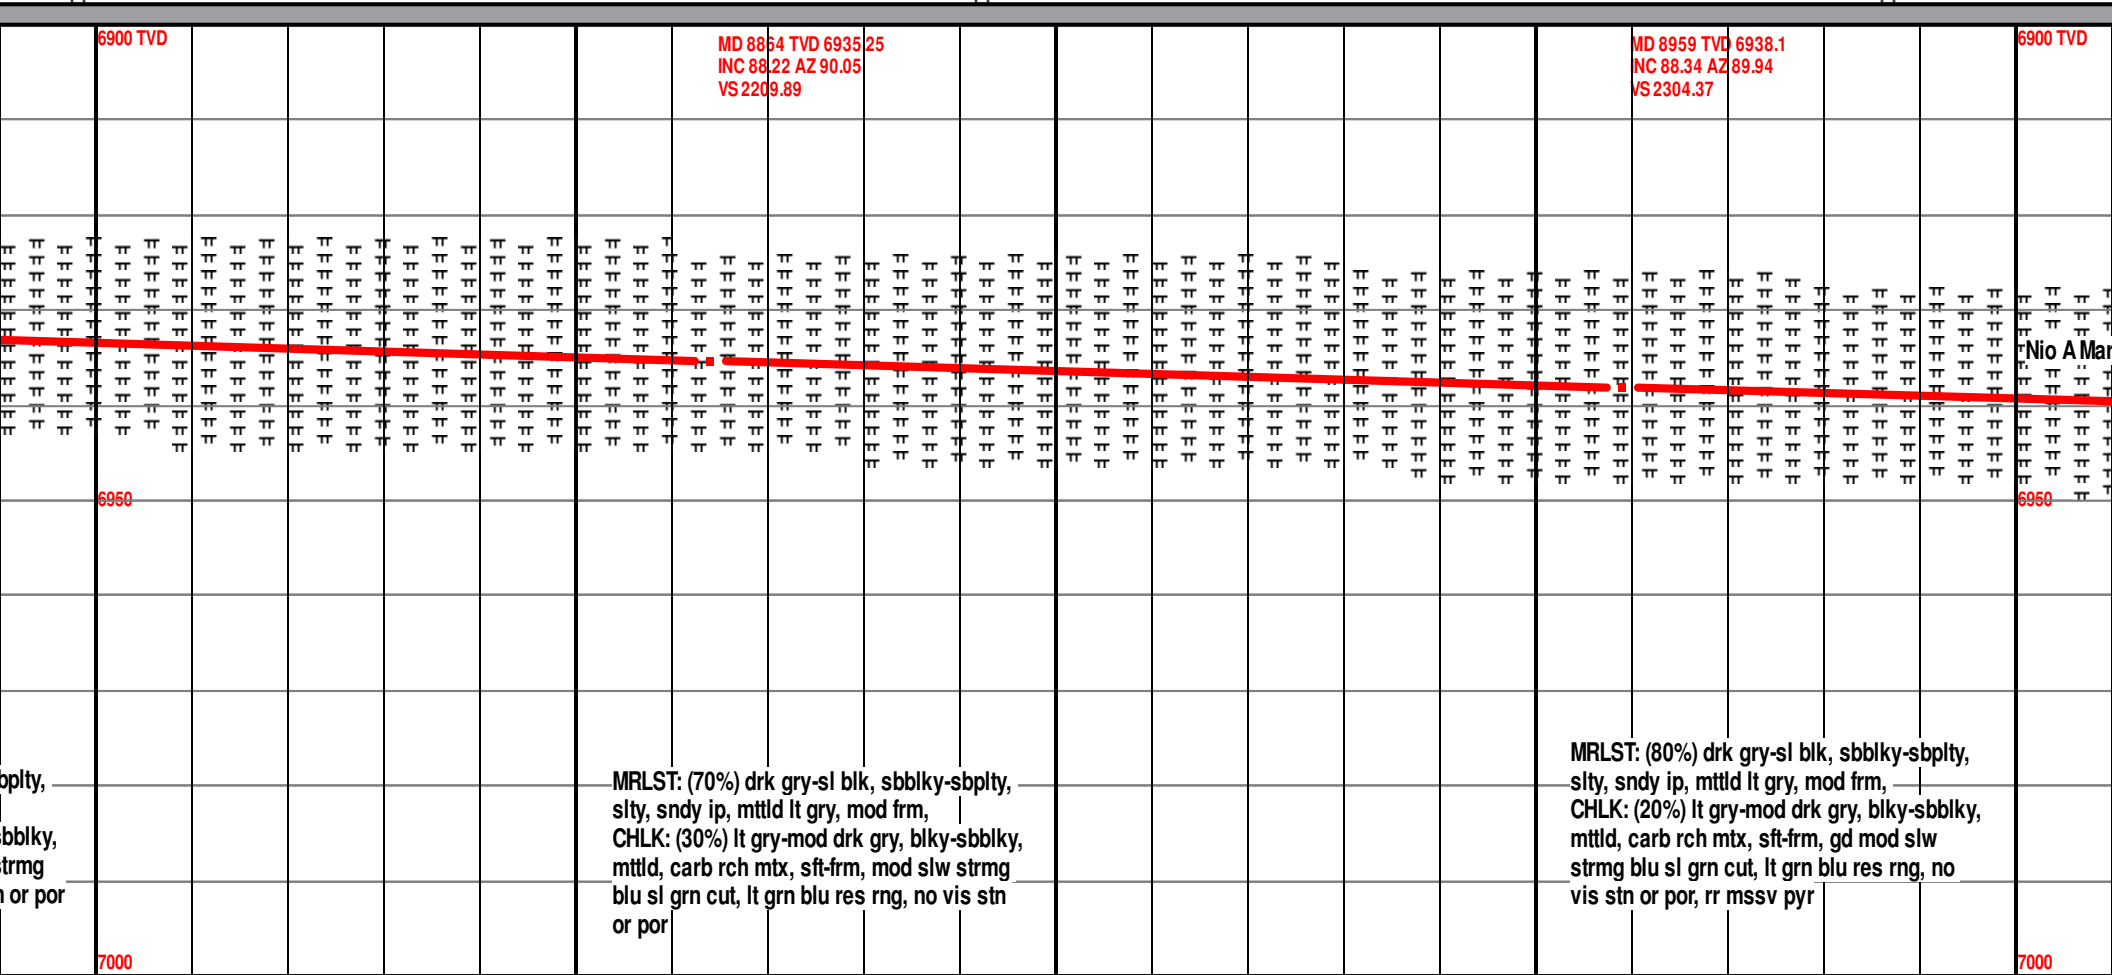 6900 TVD
MD 8864 TVD 6935.25
INC 88.22 AZ 90.05
VS 2209.89
MD 8959 TVD 6938.1
INC 88.34 AZ 89.94
VS 2304.37
6900 TVD
Nio A Mar
6950
6950
bplty,
sbblky,
strmg
n or por
MRLST: (70%) drk gry-sl blk, sbblky-sbplty,
slty, sndy ip, mttld lt gry, mod frm,
CHLK: (30%) lt gry-mod drk gry, blky-sbblky,
mttld, carb rch mtx, sft-frm, mod slw strmg
blu sl grn cut, lt grn blu res rng, no vis stn
or por
MRLST: (80%) drk gry-sl blk, sbblky-sbplty,
slty, sndy ip, mttld lt gry, mod frm,
CHLK: (20%) lt gry-mod drk gry, blky-sbblky,
mttld, carb rch mtx, sft-frm, gd mod slw
strmg blu sl grn cut, lt grn blu res rng, no
vis stn or por, rr mssv pyr
7000
7000